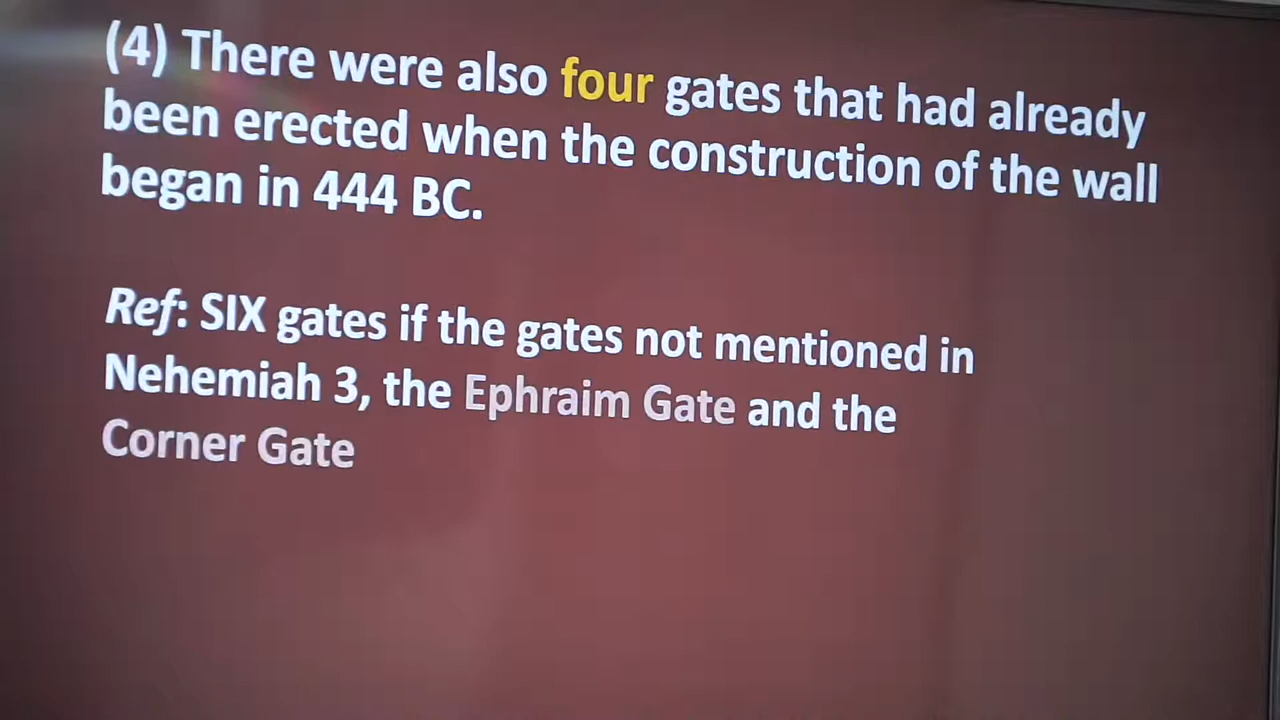 (4) There were also four gates that had already
been erected when the construction of the wall
began in 444 BC.
Ref: SIX gates if the gates not mentioned in
Nehemiah 3, the Ephraim Gate and the
Corner Gate